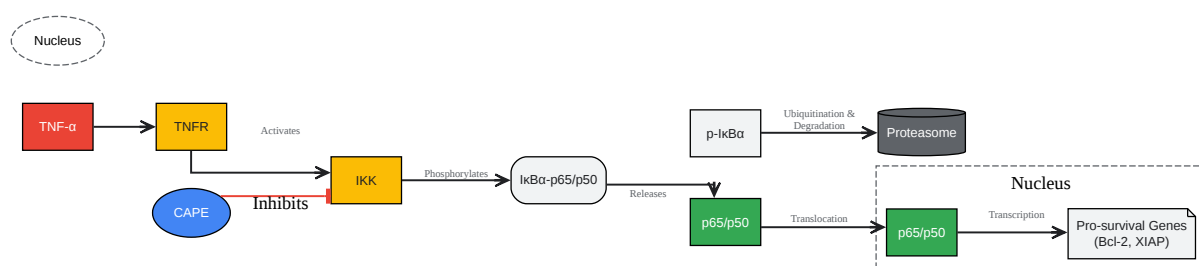 Nucleus
TNF-α
TNFR
Activates
IKK
CAPE
Inhibits
Phosphorylates
IκBα-p65/p50
Releases
p-IκBα
Ubiquitination &
Degradation
Proteasome
p65/p50
Translocation
Nucleus
p65/p50
Transcription
Pro-survival Genes
(Bcl-2, XIAP)